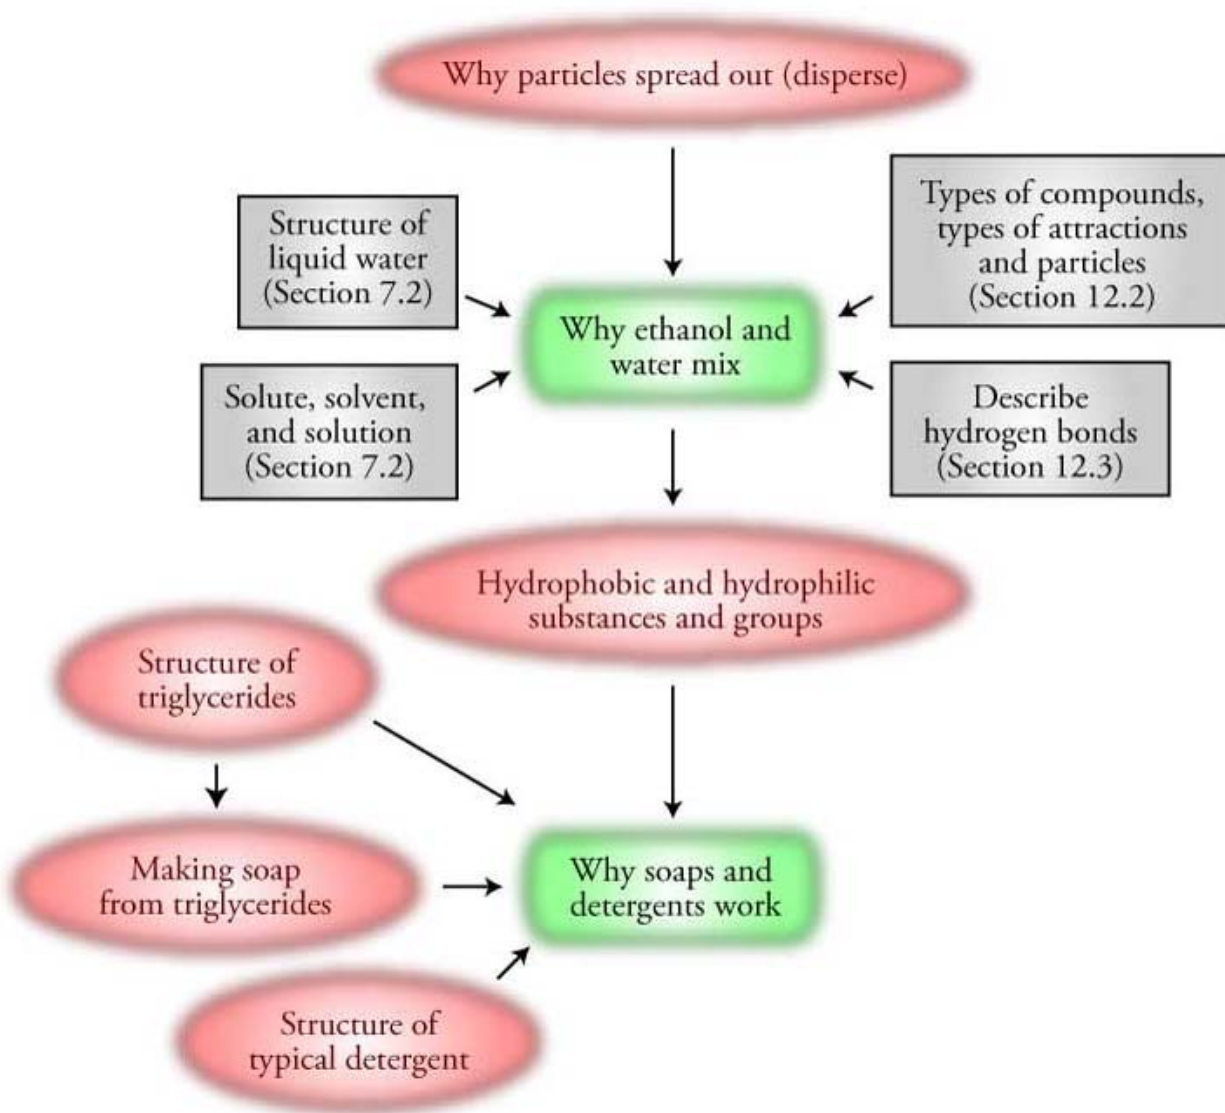 Why particles spread out (disperse)
Structure of
liquid water
(Section 7.2)
Types of compounds,
types of attractions
and particles
(Section 12.2)
Why ethanol and
water mix
Solute, solvent,
and solution
(Section 7.2)
Describe
hydrogen bonds
(Section 12.3)
Hydrophobic and hydrophilic
substances and groups
Structure of
triglycerides
Making soap
from triglycerides
Why soaps and
detergents work
Structure of
typical detergent